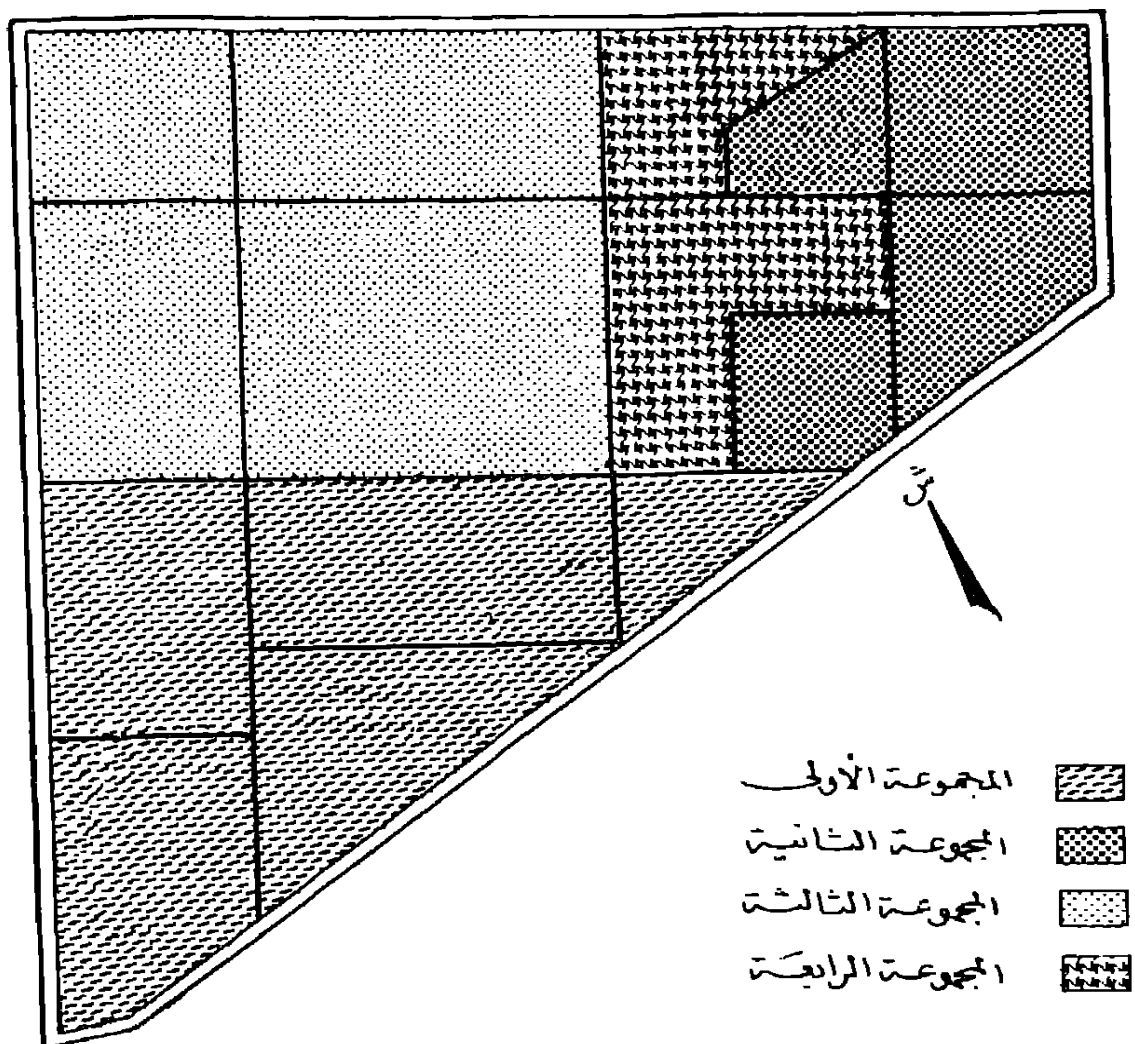 ش
المجموعة الأولى
المجموعة الثانية
المجموعة الثالثة
المجموعة الرابعة